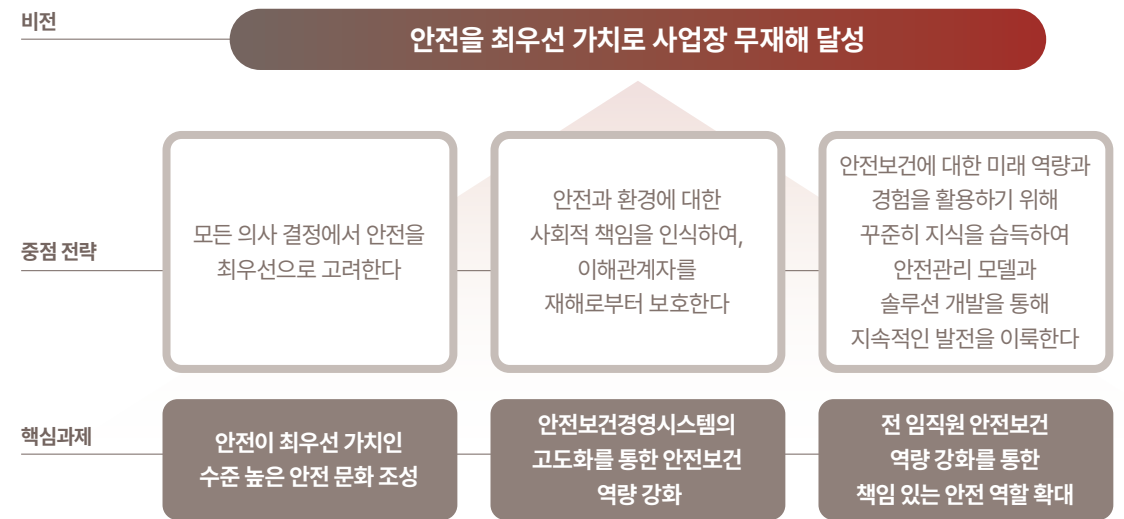 비전
안전을 최우선 가치로 사업장 무재해 달성
중점 전략
모든 의사 결정에서 안전을
최우선으로 고려한다
안전과 환경에 대한
사회적 책임을 인식하여,
이해관계자를
재해로부터 보호한다
안전보건에 대한 미래 역량과
경험을 활용하기 위해
꾸준히 지식을 습득하여
안전관리 모델과
솔루션 개발을 통해
지속적인 발전을 이룩한다
핵심과제
안전이 최우선 가치인
수준 높은 안전 문화 조성
안전보건경영시스템의
고도화를 통한 안전보건
역량 강화
전 임직원 안전보건
역량 강화를 통한
책임 있는 안전 역할 확대